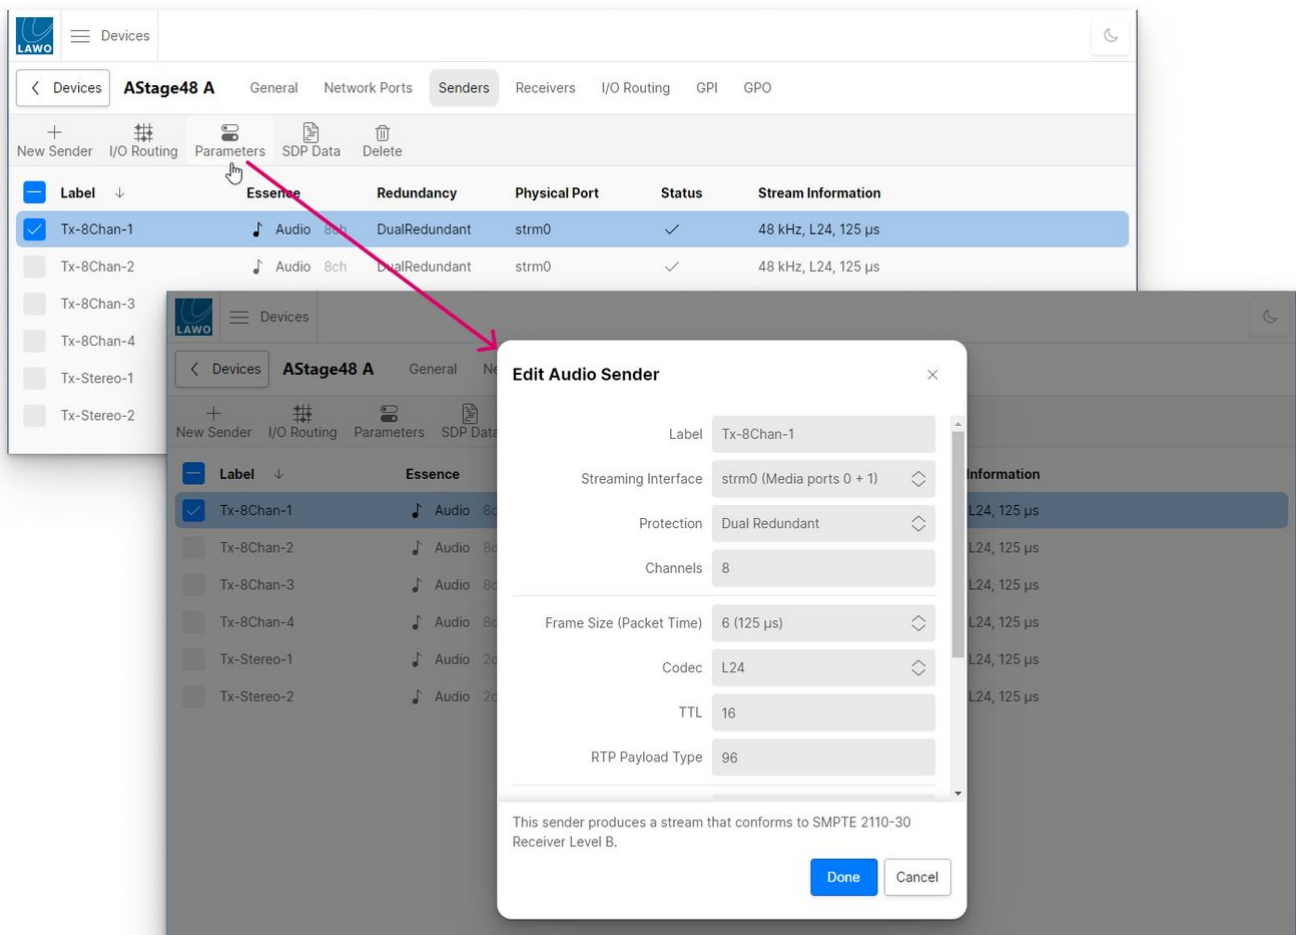 LAWO
Devices
Devices AStage48 A General Network Ports Senders Receivers I/O Routing GPI GPO
New Sender I/O Routing Parameters SDP Data Delete
Label Essence Redundancy Physical Port Status Stream Information
Tx-8Chan-1 Audio 8ch DualRedundant strm0 48 kHz, L24, 125 µs
Tx-8Chan-2 Audio 8ch DualRedundant strm0 48 kHz, L24, 125 µs
Tx-8Chan-3
Tx-8Chan-4
Tx-Stereo-1
Tx-Stereo-2
LAWO
Devices
Devices AStage48 A General Ne
New Sender I/O Routing Parameters SDP Data
Label Essence Information
Tx-8Chan-1 Audio 8c L24, 125 µs
Tx-8Chan-2 Audio 8c L24, 125 µs
Tx-8Chan-3 Audio 8c L24, 125 µs
Tx-8Chan-4 Audio 8c L24, 125 µs
Tx-Stereo-1 Audio 2c L24, 125 µs
Tx-Stereo-2 Audio 2c L24, 125 µs
Edit Audio Sender
Label Tx-8Chan-1
Streaming Interface strm0 (Media ports 0 + 1)
Protection Dual Redundant
Channels 8
Frame Size (Packet Time) 6 (125 µs)
Codec L24
TTL 16
RTP Payload Type 96
This sender produces a stream that conforms to SMPTE 2110-30
Receiver Level B.
Done Cancel